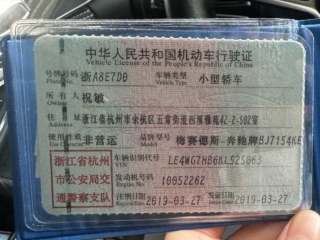 中华人民共和国机动车行驶证
Vehicle License of the People's Republic of China
号牌号码 浙A8E7D0 车辆类型 小型轿车
Plate No. Vehicle Type
所有人 祝敏
Owner
住址 浙江省杭州市余杭区五常街道西溪雅苑42-2-502室
Address
使用性质 非营运 品牌型号 梅赛德斯-奔驰牌BJ7154KE
Use Character Model
浙江省杭州 车辆识别代号 LE4WG7HB6KL525063
市公安局交 VIN
通警察支队 发动机号码 10052262
Engine No.
注册日期 2019-03-27 发证日期 2019-03-27
Register Date Issue Date